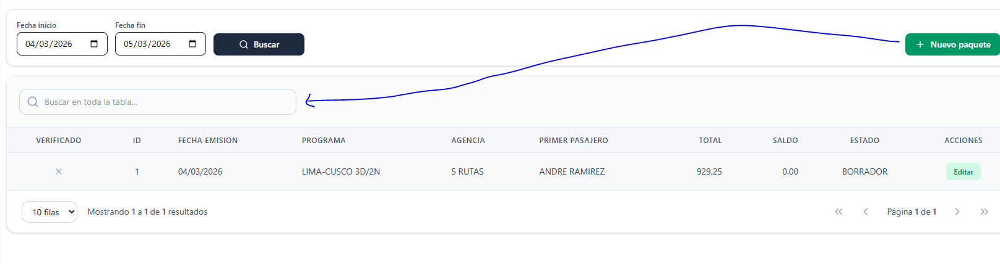 Fecha inicio Fecha fin
04/03/2026 05/03/2026 Buscar + Nuevo paquete
Buscar en toda la tabla...
VERIFICADO ID FECHA EMISION PROGRAMA AGENCIA PRIMER PASAJERO TOTAL SALDO ESTADO ACCIONES
1 04/03/2026 LIMA-CUSCO 3D/2N 5 RUTAS ANDRE RAMIREZ 929.25 0.00 BORRADOR Editar
10 filas Mostrando 1 a 1 de 1 resultados Página 1 de 1